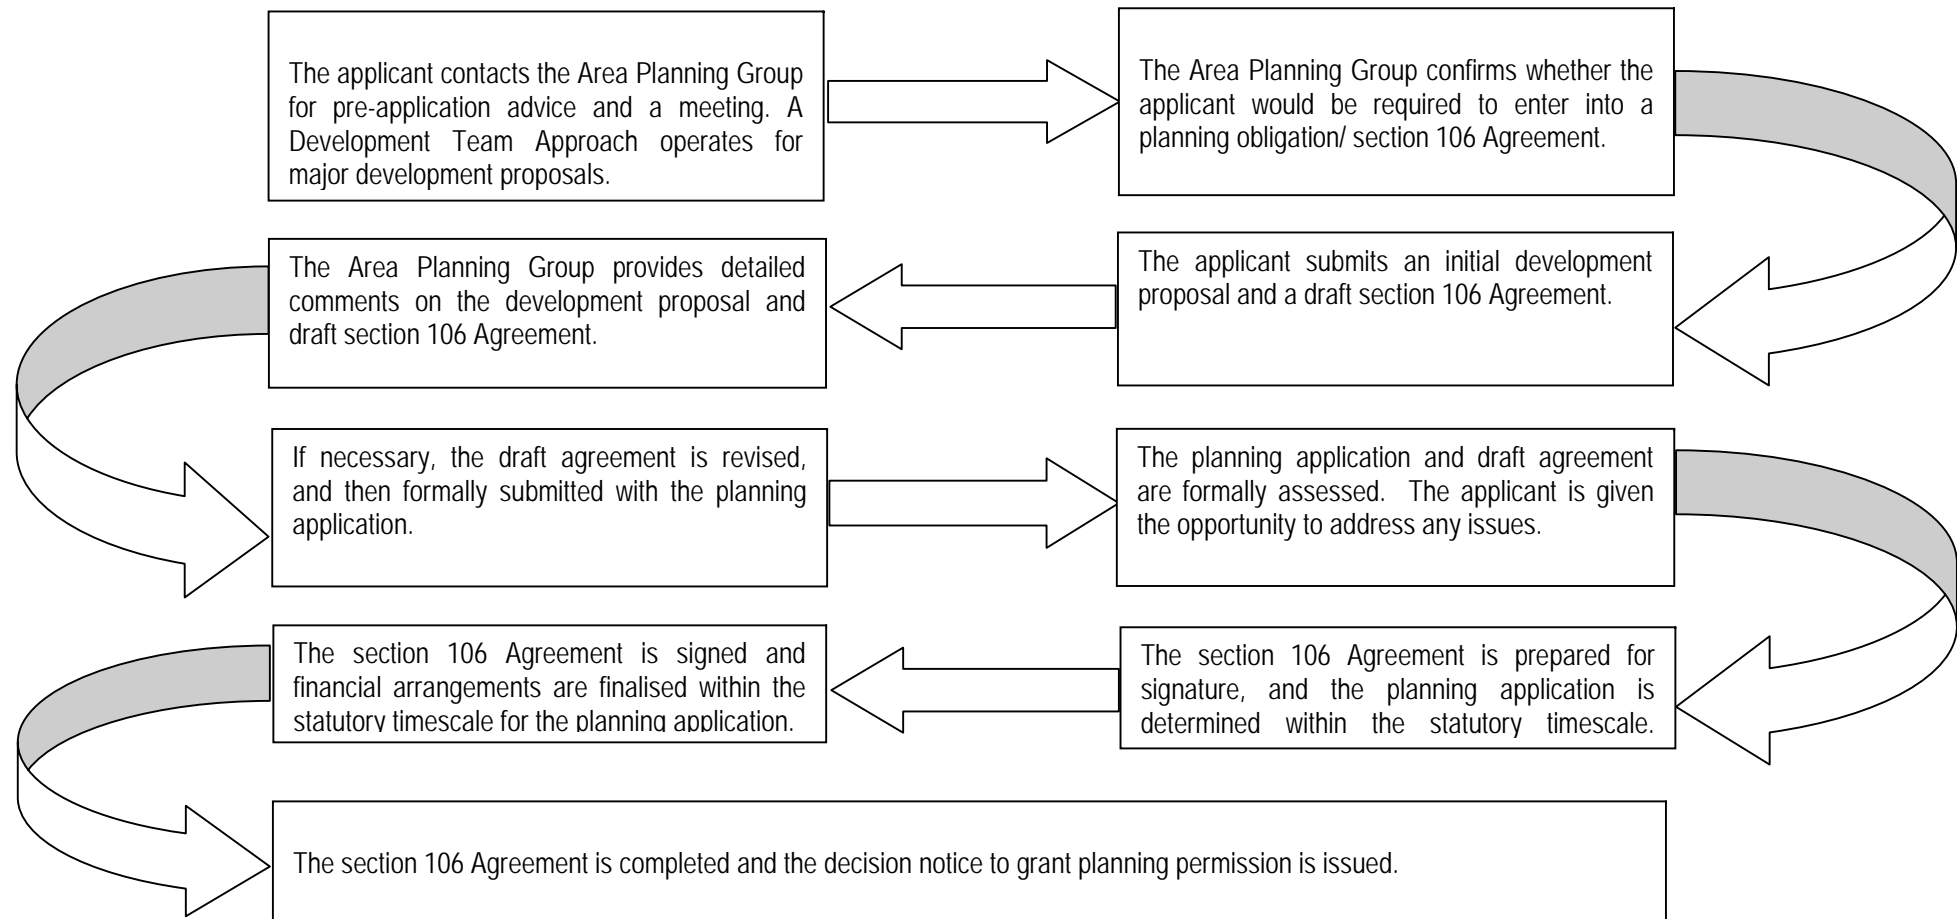 The applicant contacts the Area Planning Group
for pre-application advice and a meeting. A
Development Team Approach operates for
major development proposals.
The Area Planning Group confirms whether the
applicant would be required to enter into a
planning obligation/ section 106 Agreement.
The applicant submits an initial development
proposal and a draft section 106 Agreement.
The Area Planning Group provides detailed
comments on the development proposal and
draft section 106 Agreement.
If necessary, the draft agreement is revised,
and then formally submitted with the planning
application.
The planning application and draft agreement
are formally assessed. The applicant is given
the opportunity to address any issues.
The section 106 Agreement is prepared for
signature, and the planning application is
determined within the statutory timescale.
The section 106 Agreement is signed and
financial arrangements are finalised within the
statutory timescale for the planning application.
The section 106 Agreement is completed and the decision notice to grant planning permission is issued.